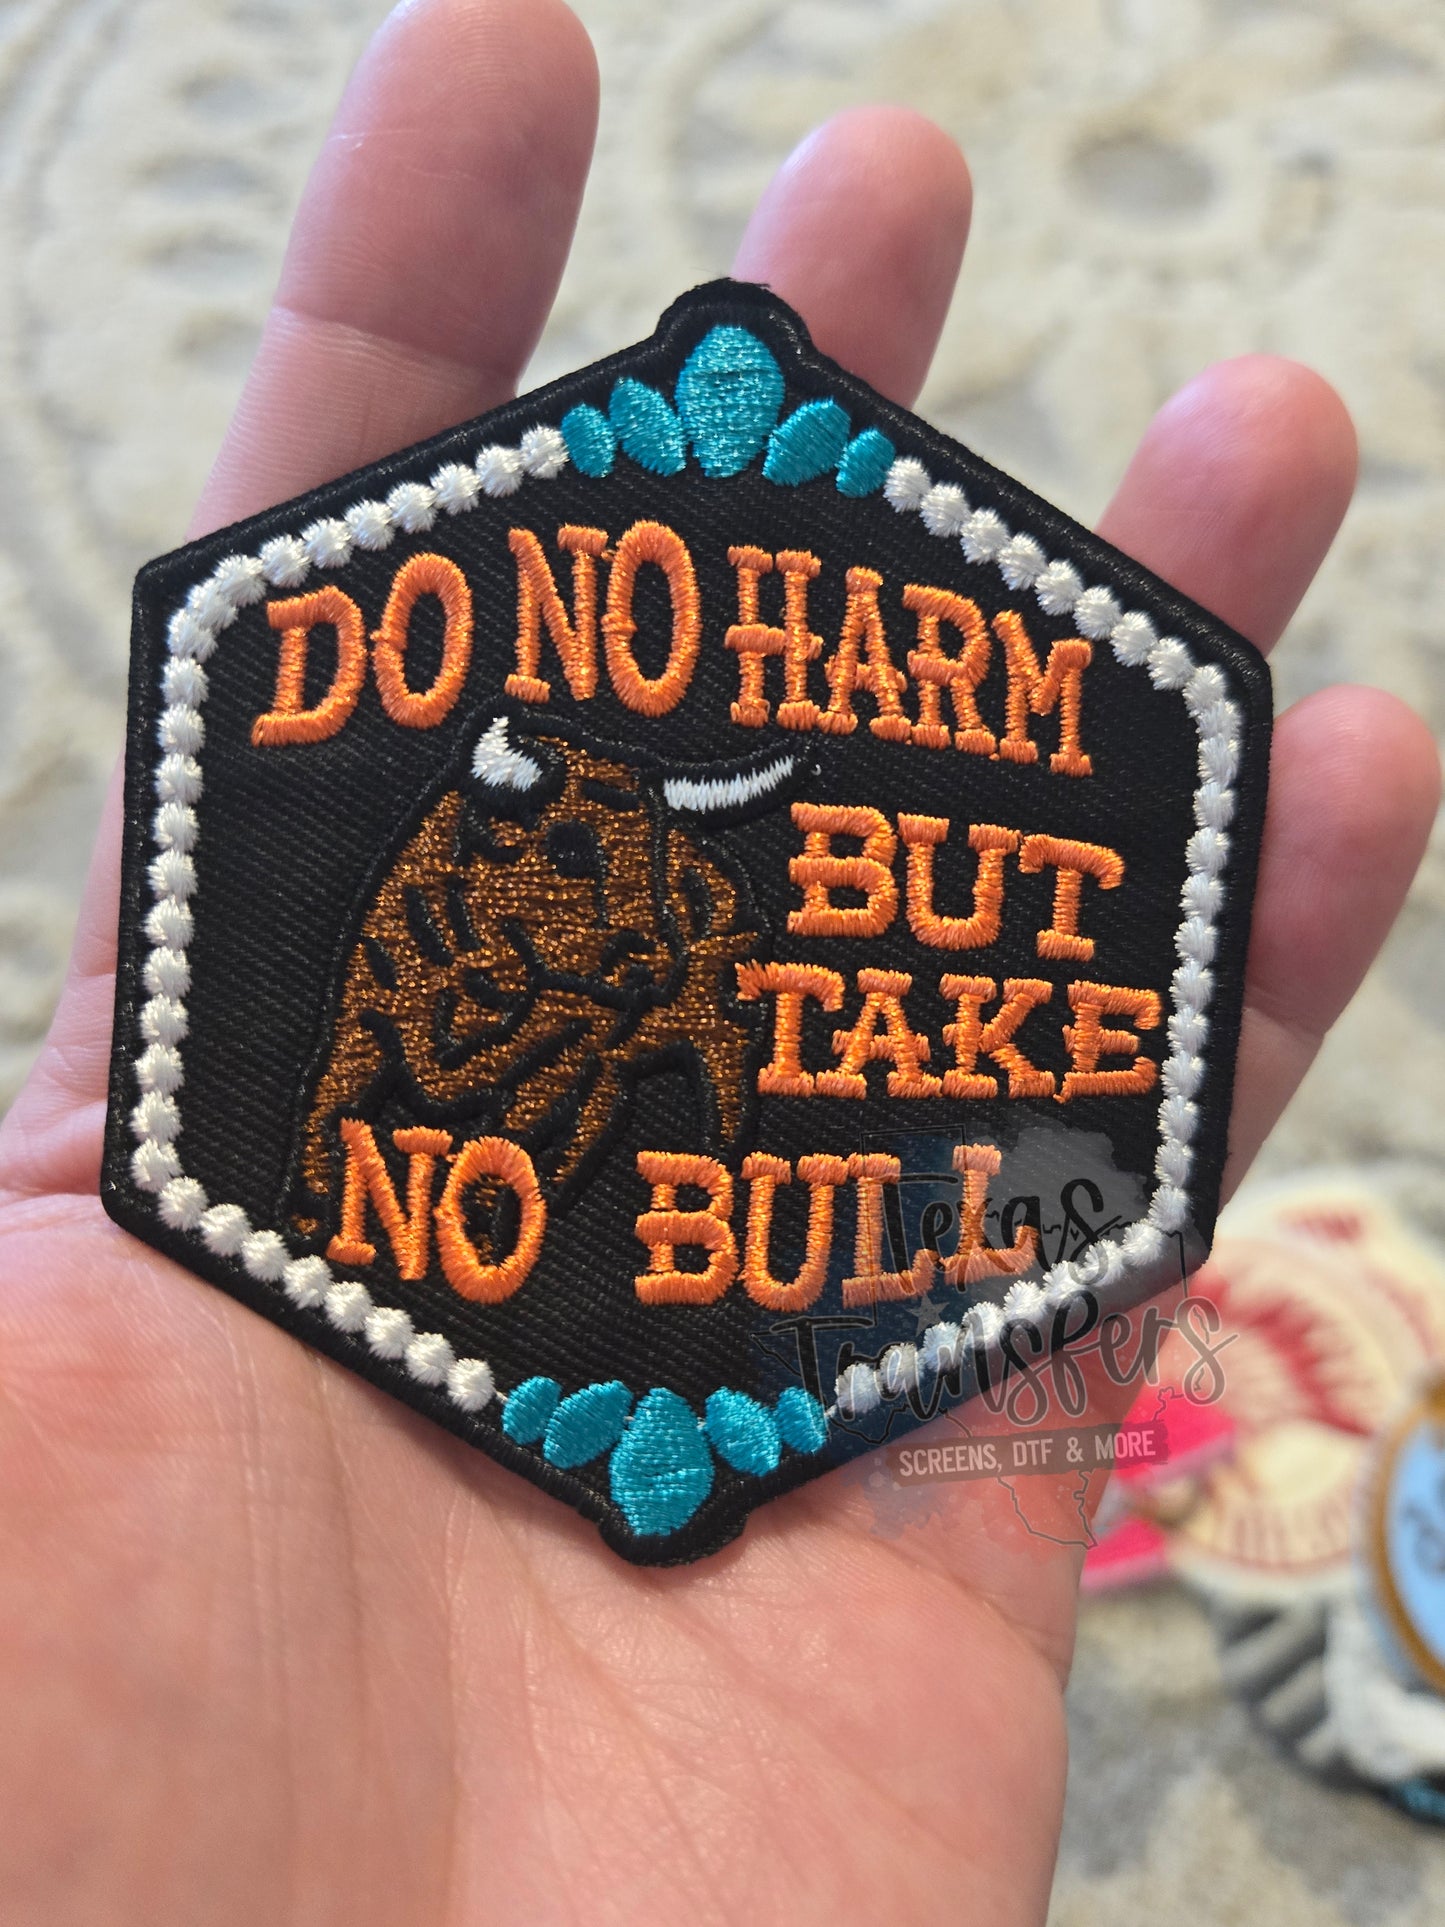 DO NO HARM
BUT
TAKE
NO BULL
Texas
Transfers
SCREENS, DTF & MORE